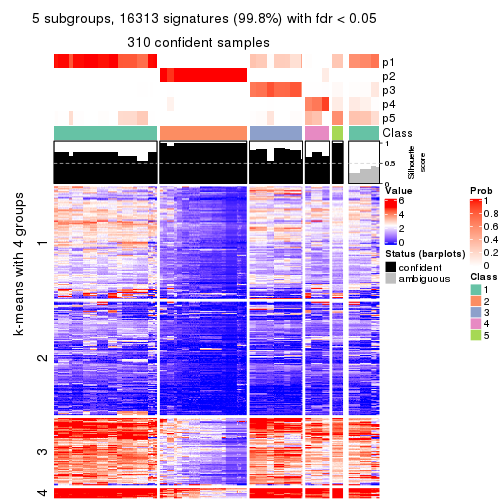 5 subgroups, 16313 signatures (99.8%) with fdr < 0.05
310 confident samples
p1
p2
p3
p4
p5
Class
1
0.5
0
Silhouette
score
k-means with 4 groups
1
2
3
4
Value
6
4
2
0
Status (barplots)
confident
ambiguous
Prob
1
0.8
0.6
0.4
0.2
0
Class
1
2
3
4
5